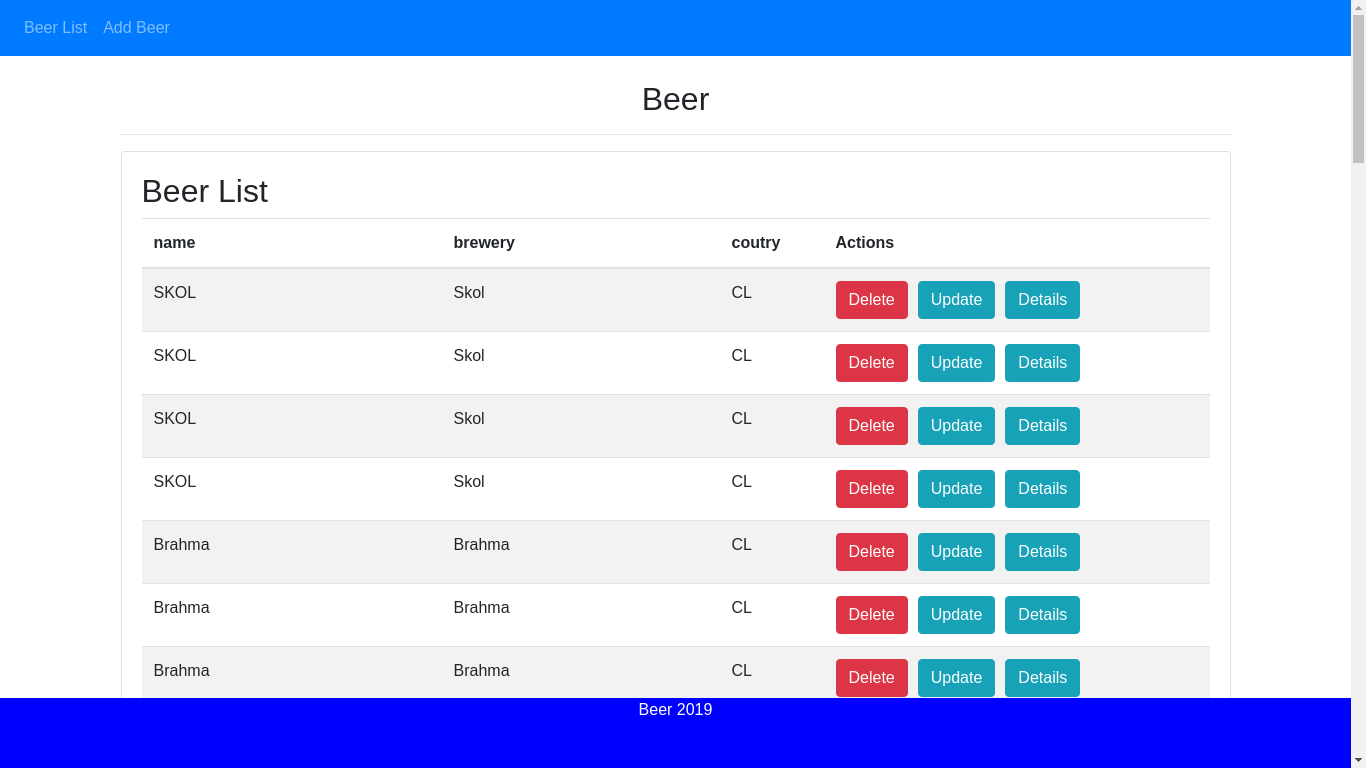 Beer List Add Beer
Beer
Beer List
name brewery coutry Actions
SKOL Skol CL Delete Update Details
SKOL Skol CL Delete Update Details
SKOL Skol CL Delete Update Details
SKOL Skol CL Delete Update Details
Brahma Brahma CL Delete Update Details
Brahma Brahma CL Delete Update Details
Brahma Brahma CL Delete Update Details
Beer 2019